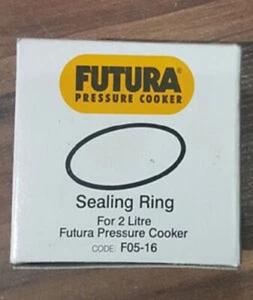 FUTURA®
PRESSURE COOKER
Sealing Ring
For 2 Litre
Futura Pressure Cooker
CODE: F05-16